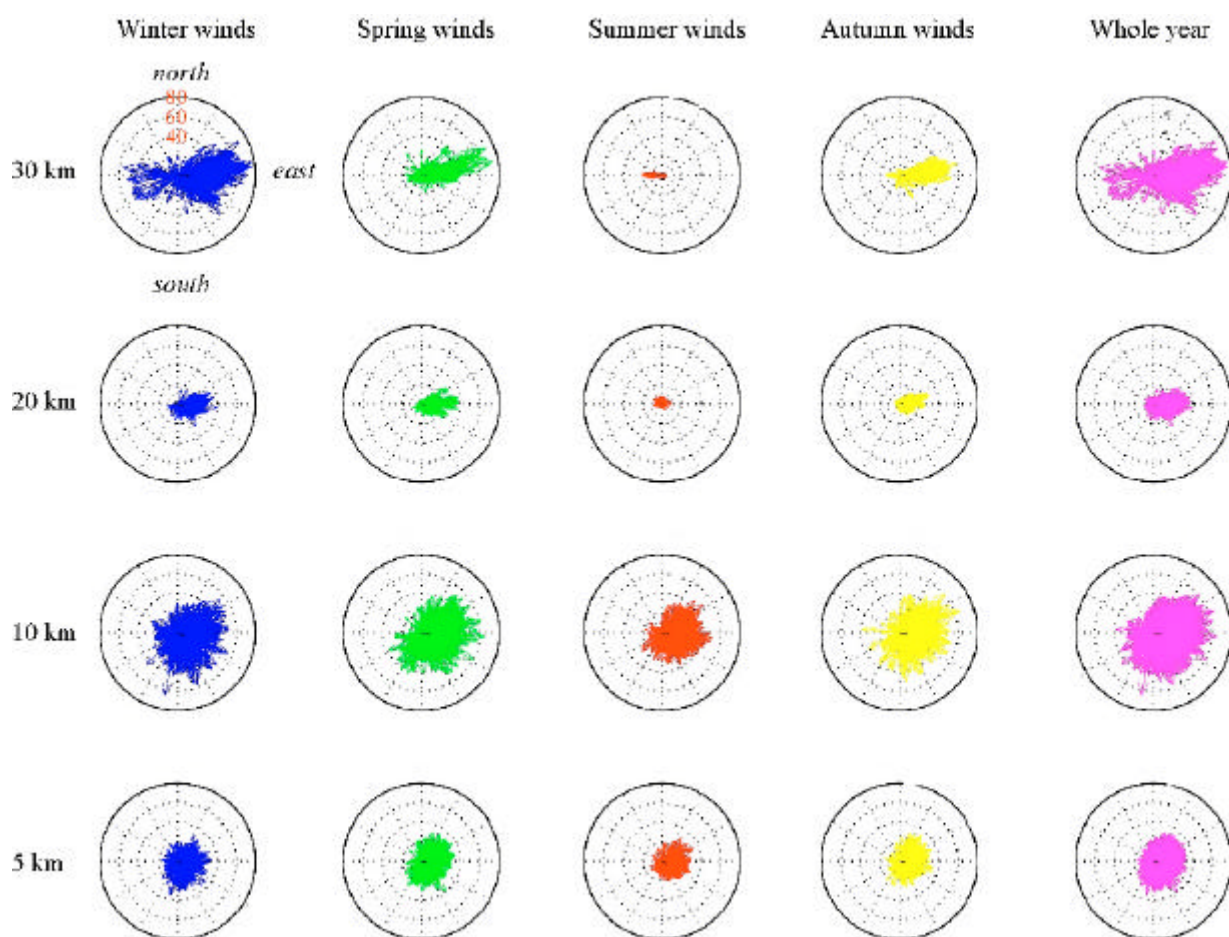 Winter winds Spring winds Summer winds Autumn winds Whole year
north
80
60
40
30 km east
south
20 km
10 km
5 km